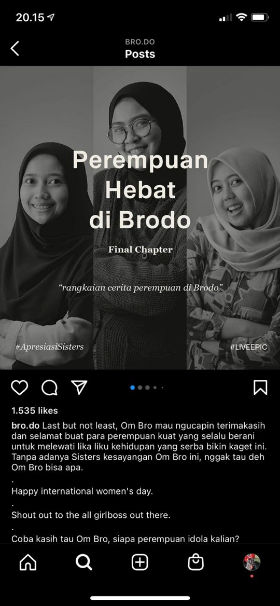 20.15
BRO.DO
Posts
Perempuan
Hebat
di Brodo
Final Chapter
"rangkaian cerita perempuan di Brodo".
#ApresiasiSisters
#LIVEEPIC
1.535 likes
bro.do Last but not least, Om Bro mau ngucapin terimakasih
dan selamat buat para perempuan kuat yang selalu berani
untuk melewati lika liku kehidupan yang serba bikin kaget ini.
Tanpa adanya Sisters kesayangan Om Bro ini, nggak tau deh
Om Bro bisa apa.
.
Happy international women's day.
.
Shout out to the all girlboss out there.
.
Coba kasih tau Om Bro, siapa perempuan idola kalian?